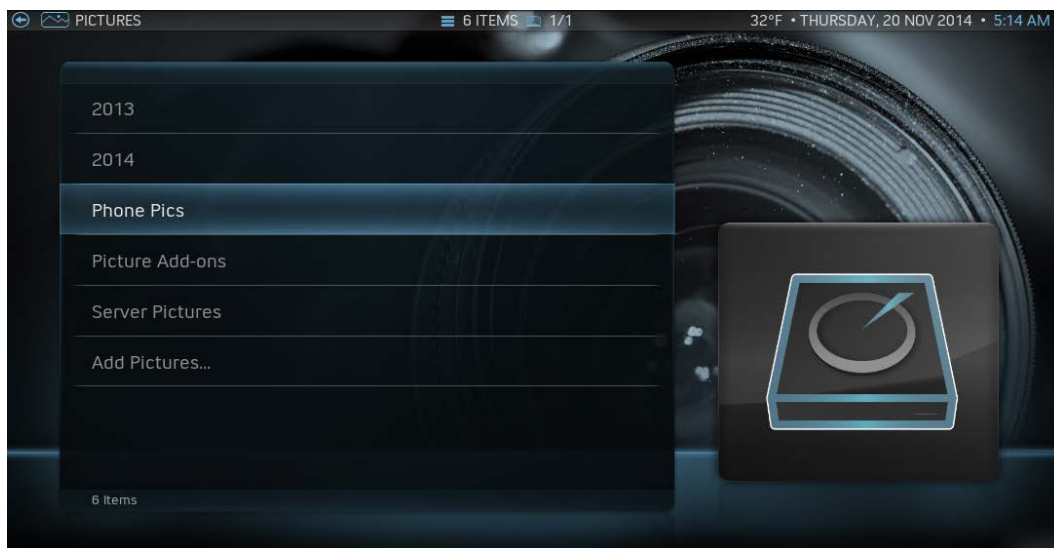 PICTURES 6 ITEMS 1/1 32°F • THURSDAY, 20 NOV 2014 • 5:14 AM
2013
2014
Phone Pics
Picture Add-ons
Server Pictures
Add Pictures...
6 Items